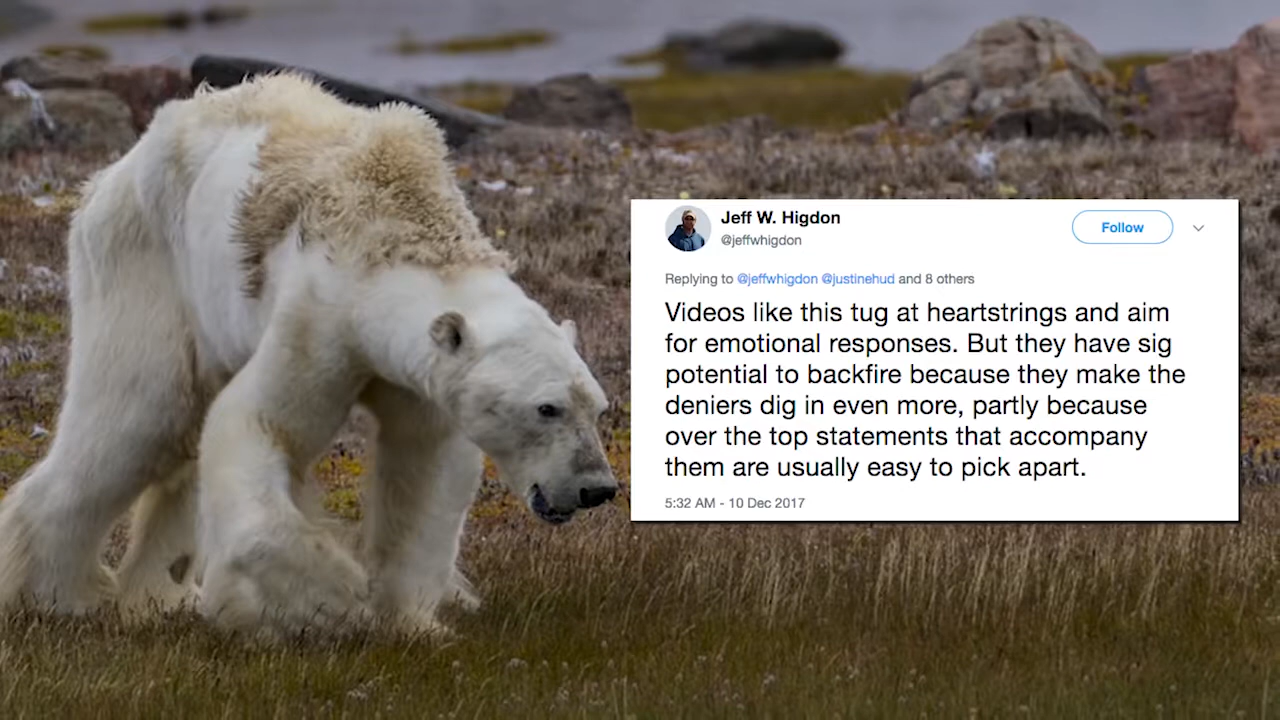 Jeff W. Higdon
@jeffwhigdon
Follow
Replying to @jeffwhigdon @justinehud and 8 others
Videos like this tug at heartstrings and aim
for emotional responses. But they have sig
potential to backfire because they make the
deniers dig in even more, partly because
over the top statements that accompany
them are usually easy to pick apart.
5:32 AM - 10 Dec 2017